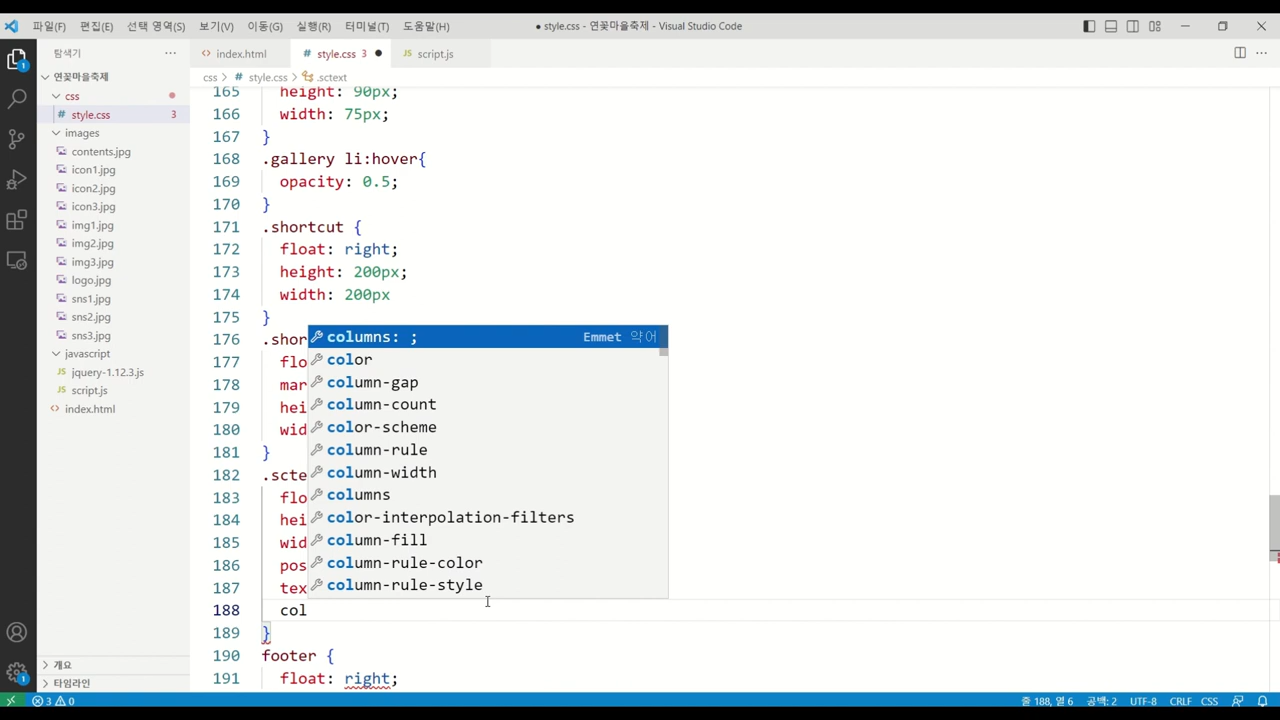 파일(F) 편집(E) 선택 영역(S) 보기(V) 이동(G) 실행(R) 터미널(T) 도움말(H) ● style.css - 연꽃마을축제 - Visual Studio Code
탐색기 ···
<> index.html # style.css 3 ● JS script.js
css > # style.css > .sctext
연꽃마을축제
css
# style.css 3
images
contents.jpg
icon1.jpg
icon2.jpg
icon3.jpg
img1.jpg
img2.jpg
img3.jpg
logo.jpg
sns1.jpg
sns2.jpg
sns3.jpg
javascript
JS jquery-1.12.3.js
JS script.js
<> index.html
개요
타임라인
1
1
165 height: 90px;
166 width: 75px;
167 }
168 .gallery li:hover{
169 opacity: 0.5;
170 }
171 .shortcut {
172 float: right;
173 height: 200px;
174 width: 200px
175 }
176 .shor
177 flo
178 mar
179 hei
180 wid
181 }
182 .scte
183 flo
184 hei
185 wid
186 pos
187 tex
188 col
189 }
190 footer {
191 float: right;
columns: ; Emmet 약어
color
column-gap
column-count
color-scheme
column-rule
column-width
columns
color-interpolation-filters
column-fill
column-rule-color
column-rule-style
3 0 줄 188, 열 6 공백: 2 UTF-8 CRLF CSS